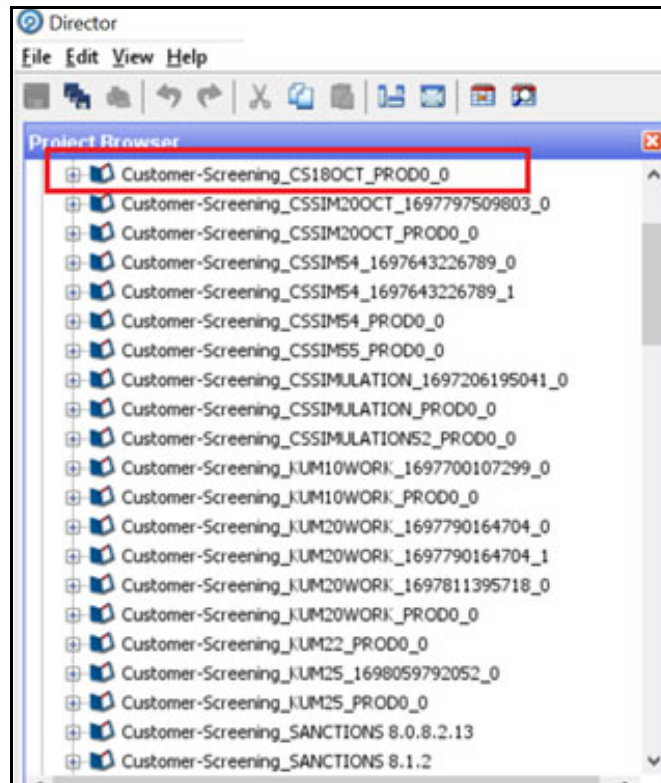 Director
File Edit View Help
Project Browser
Customer-Screening_CS18OCT_PROD0_0
Customer-Screening_CSSIM20OCT_1697797509803_0
Customer-Screening_CSSIM20OCT_PROD0_0
Customer-Screening_CSSIM54_1697643226789_0
Customer-Screening_CSSIM54_1697643226789_1
Customer-Screening_CSSIM54_PROD0_0
Customer-Screening_CSSIM55_PROD0_0
Customer-Screening_CSSIMULATION_1697206195041_0
Customer-Screening_CSSIMULATION_PROD0_0
Customer-Screening_CSSIMULATION52_PROD0_0
Customer-Screening_KUM10WORK_1697700107299_0
Customer-Screening_KUM10WORK_PROD0_0
Customer-Screening_KUM20WORK_1697790164704_0
Customer-Screening_KUM20WORK_1697790164704_1
Customer-Screening_KUM20WORK_1697811395718_0
Customer-Screening_KUM20WORK_PROD0_0
Customer-Screening_KUM22_PROD0_0
Customer-Screening_KUM25_1698059792052_0
Customer-Screening_KUM25_PROD0_0
Customer-Screening_SANCTIONS 8.0.8.2.13
Customer-Screening_SANCTIONS 8.1.2